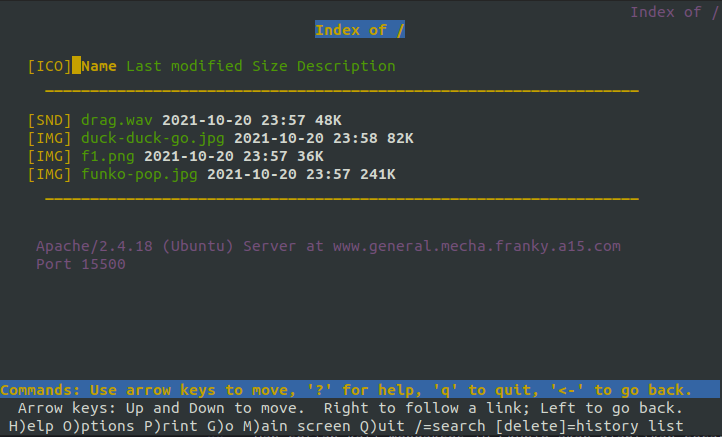 Index of /
Index of /
[ICO] Name Last modified Size Description
[SND] drag.wav 2021-10-20 23:57 48K
[IMG] duck-duck-go.jpg 2021-10-20 23:58 82K
[IMG] f1.png 2021-10-20 23:57 36K
[IMG] funko-pop.jpg 2021-10-20 23:57 241K
Apache/2.4.18 (Ubuntu) Server at www.general.mecha.franky.a15.com
Port 15500
Commands: Use arrow keys to move, '?' for help, 'q' to quit, '<-' to go back.
Arrow keys: Up and Down to move. Right to follow a link; Left to go back.
H)elp O)ptions P)rint G)o M)ain screen Q)uit /=search [delete]=history list